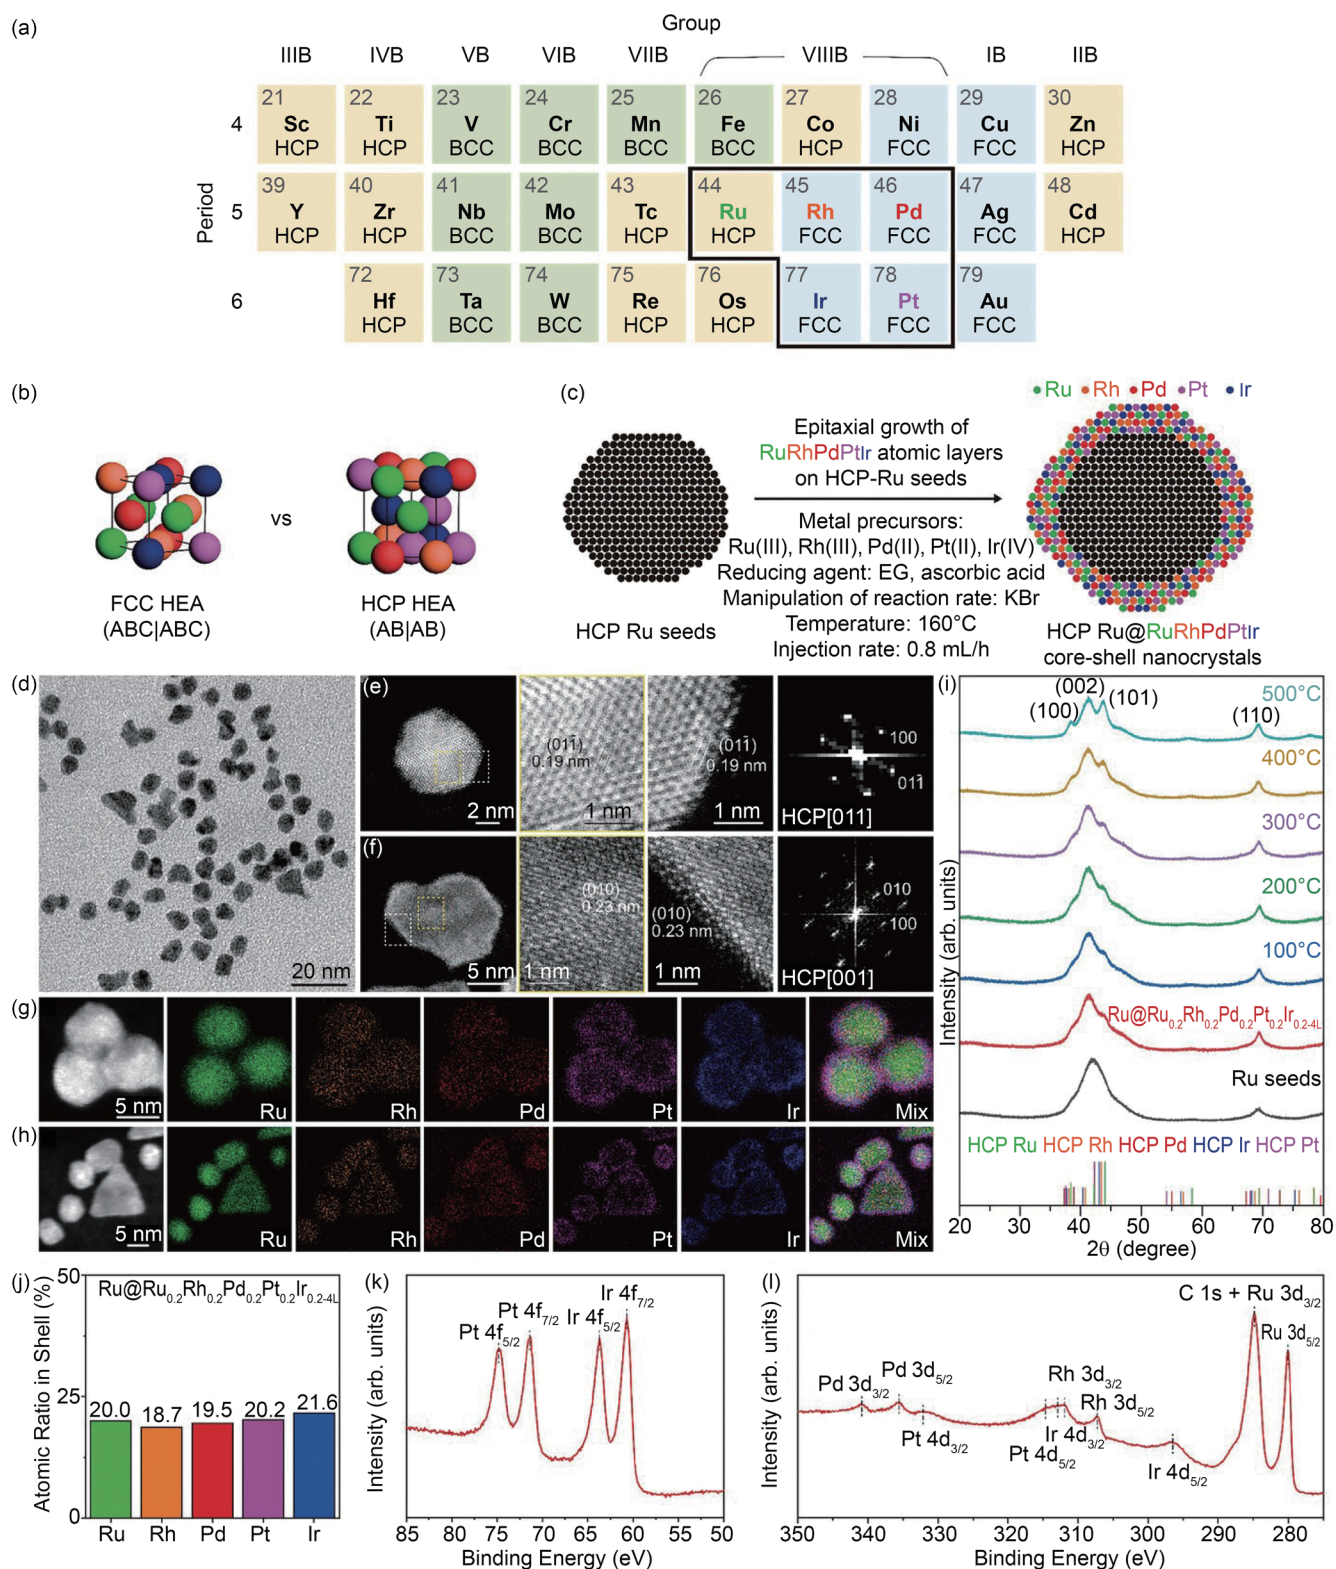 (a)
Group
IIIB IVB VB VIB VIIB VIIIB IB IIB
Period
4
21 22 23 24 25 26 27 28 29 30
Sc Ti V Cr Mn Fe Co Ni Cu Zn
HCP HCP BCC BCC BCC BCC HCP FCC FCC HCP
5
39 40 41 42 43 44 45 46 47 48
Y Zr Nb Mo Tc Ru Rh Pd Ag Cd
HCP HCP BCC BCC HCP HCP FCC FCC FCC HCP
6
72 73 74 75 76 77 78 79
Hf Ta W Re Os Ir Pt Au
HCP BCC BCC HCP HCP FCC FCC FCC
(b)
vs
FCC HEA
(ABC|ABC)
HCP HEA
(AB|AB)
(c)
Ru Rh Pd Pt Ir
Epitaxial growth of
RuRhPdPtIr atomic layers
on HCP-Ru seeds
Metal precursors:
Ru(III), Rh(III), Pd(II), Pt(II), Ir(IV)
Reducing agent: EG, ascorbic acid
Manipulation of reaction rate: KBr
Temperature: 160°C
Injection rate: 0.8 mL/h
HCP Ru seeds
HCP Ru@RuRhPdPtIr
core-shell nanocrystals
(d)
20 nm
(e)
2 nm
(011̄)
0.19 nm
1 nm
(011̄)
0.19 nm
1 nm
100
011̄
HCP[011]
(f)
5 nm
(010)
0.23 nm
1 nm
(010)
0.23 nm
1 nm
010
100
HCP[001]
(g)
5 nm Ru Rh Pd Pt Ir Mix
(h)
5 nm Ru Rh Pd Pt Ir Mix
(i)
Intensity (arb. units)
(100) (002) (101) (110)
500°C
400°C
300°C
200°C
100°C
Ru@Ru0.2Rh0.2Pd0.2Pt0.2Ir0.2-4L
Ru seeds
HCP Ru HCP Rh HCP Pd HCP Ir HCP Pt
20 30 40 50 60 70 80
2θ (degree)
(j)
Atomic Ratio in Shell (%)
50
25
0
Ru@Ru0.2Rh0.2Pd0.2Pt0.2Ir0.2-4L
20.0 18.7 19.5 20.2 21.6
Ru Rh Pd Pt Ir
(k)
Intensity (arb. units)
Pt 4f5/2
Pt 4f7/2
Ir 4f5/2
Ir 4f7/2
85 80 75 70 65 60 55 50
Binding Energy (eV)
(l)
Intensity (arb. units)
C 1s + Ru 3d3/2
Ru 3d5/2
Pd 3d3/2
Pd 3d5/2
Pt 4d3/2
Rh 3d3/2
Rh 3d5/2
Ir 4d3/2
Pt 4d5/2
Ir 4d5/2
350 340 330 320 310 295 285 280
Binding Energy (eV)